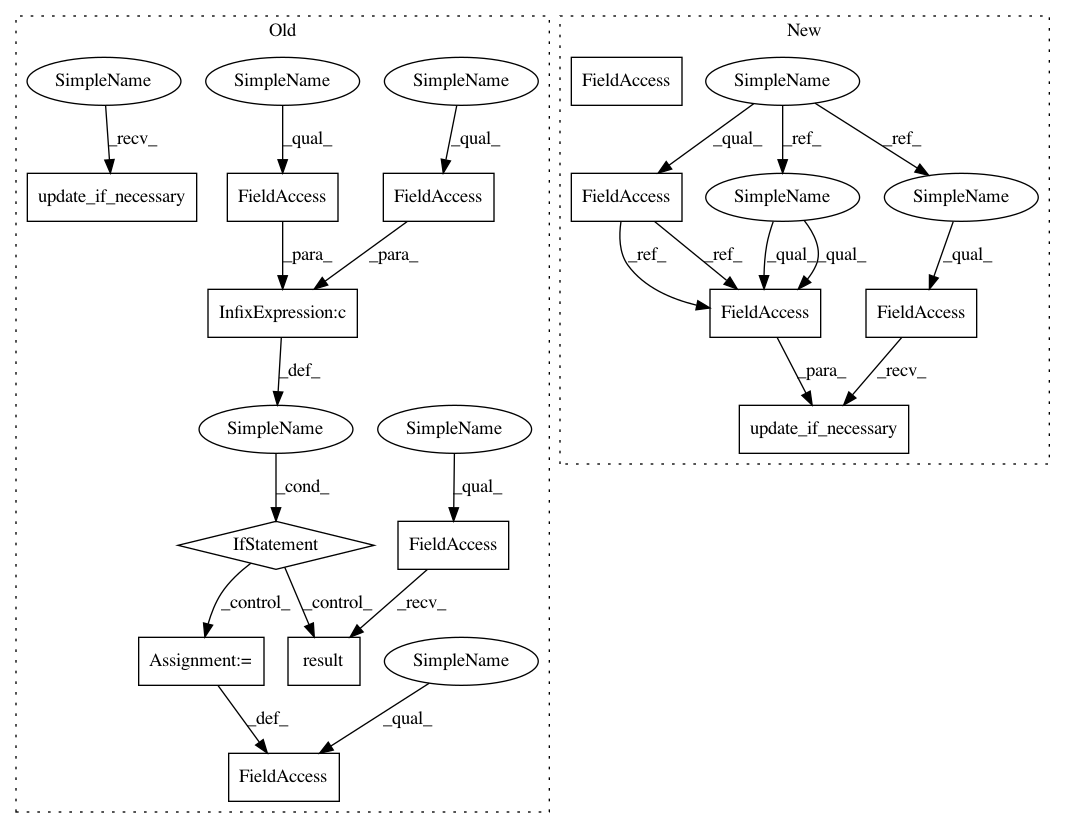 Old
New
SimpleName
SimpleName
SimpleName
FieldAccess
SimpleName
_recv_
_qual_
_qual_
_qual_
_ref_
_ref_
update_if_necessary
FieldAccess
FieldAccess
FieldAccess
SimpleName
SimpleName
_para_
_para_
_ref_
_ref_
_qual_
_qual_
_qual_
InfixExpression:c
FieldAccess
FieldAccess
_def_
_para_
_recv_
SimpleName
SimpleName
update_if_necessary
_cond_
_qual_
IfStatement
FieldAccess
_control_
_control_
_recv_
Assignment:=
result
SimpleName
_def_
_qual_
FieldAccess